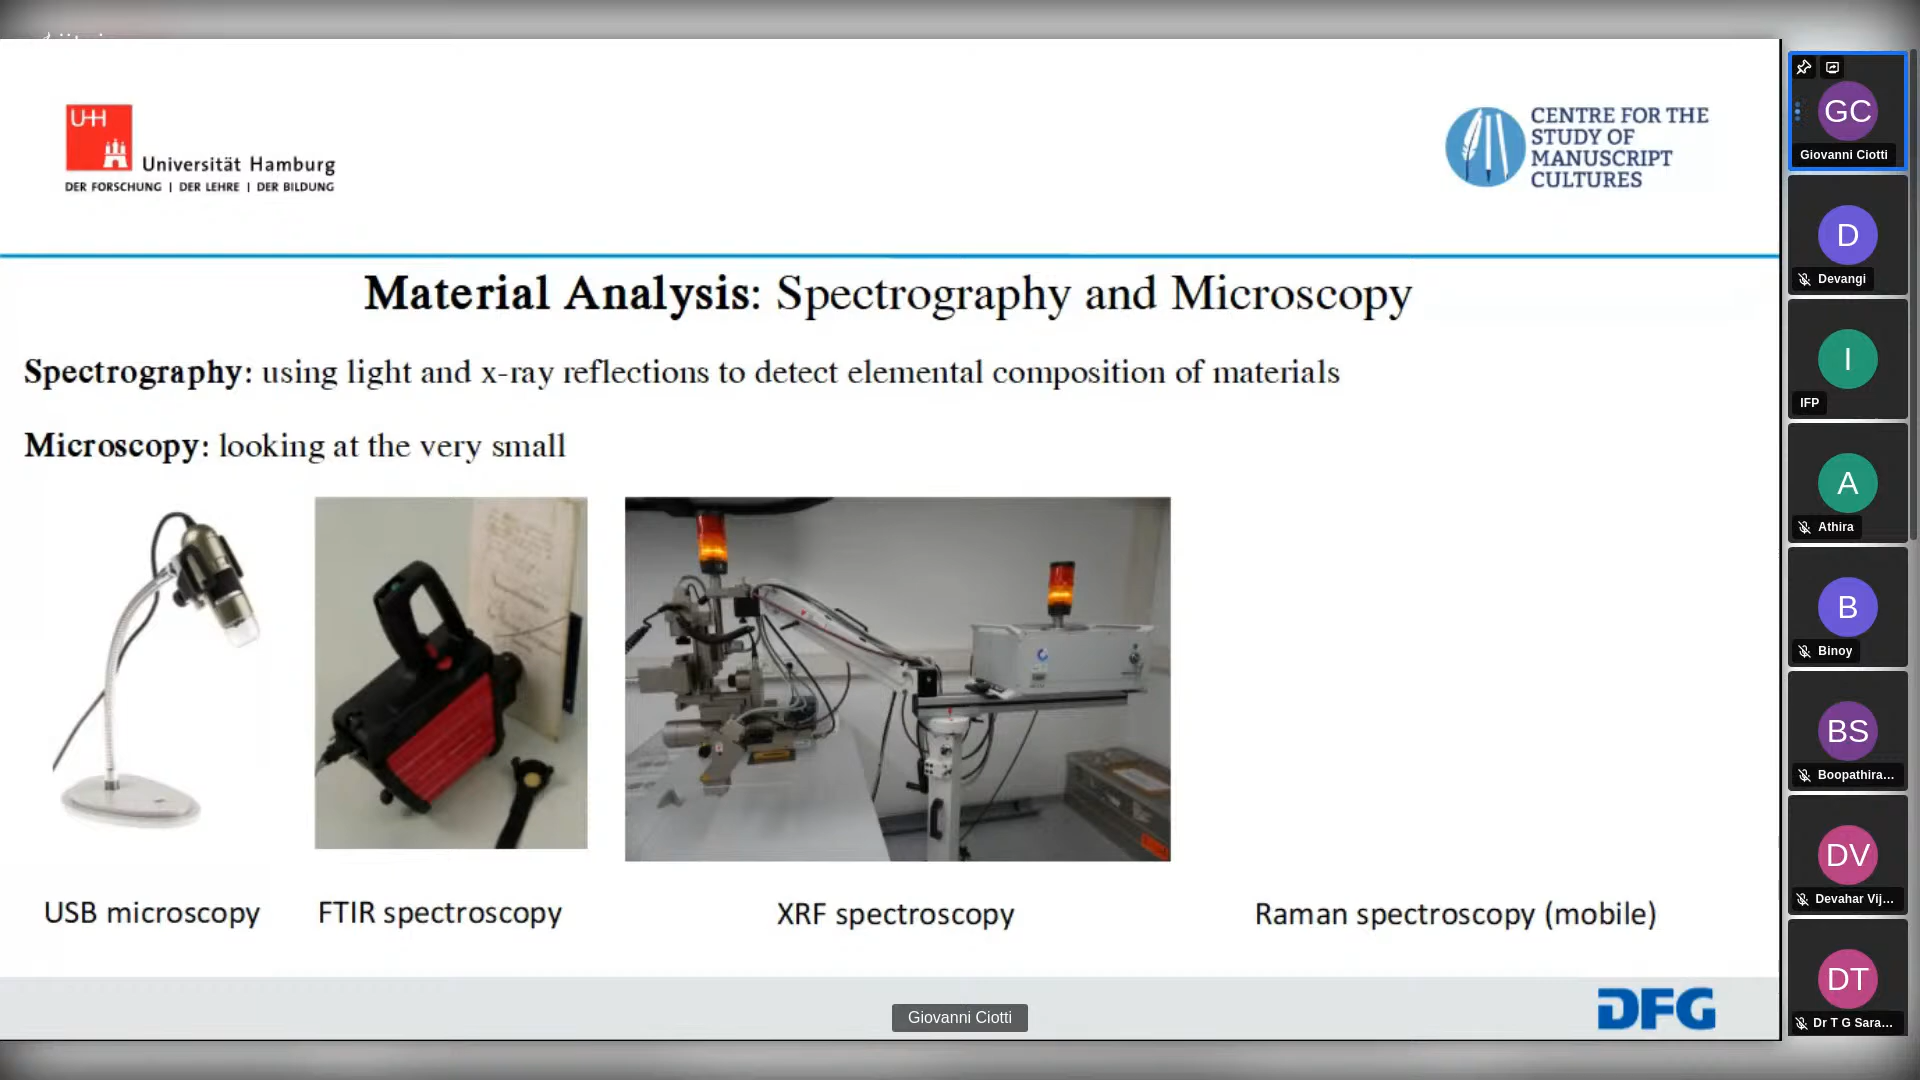 UHH
Universität Hamburg
DER FORSCHUNG | DER LEHRE | DER BILDUNG
CENTRE FOR THE
STUDY OF
MANUSCRIPT
CULTURES
Material Analysis: Spectrography and Microscopy
Spectrography: using light and x-ray reflections to detect elemental composition of materials
Microscopy: looking at the very small
USB microscopy
FTIR spectroscopy
XRF spectroscopy
Raman spectroscopy (mobile)
DFG
Giovanni Ciotti
GC
Giovanni Ciotti
D
Devangi
I
IFP
A
Athira
B
Binoy
BS
Boopathira...
DV
Devahar Vij...
DT
Dr T G Sara...